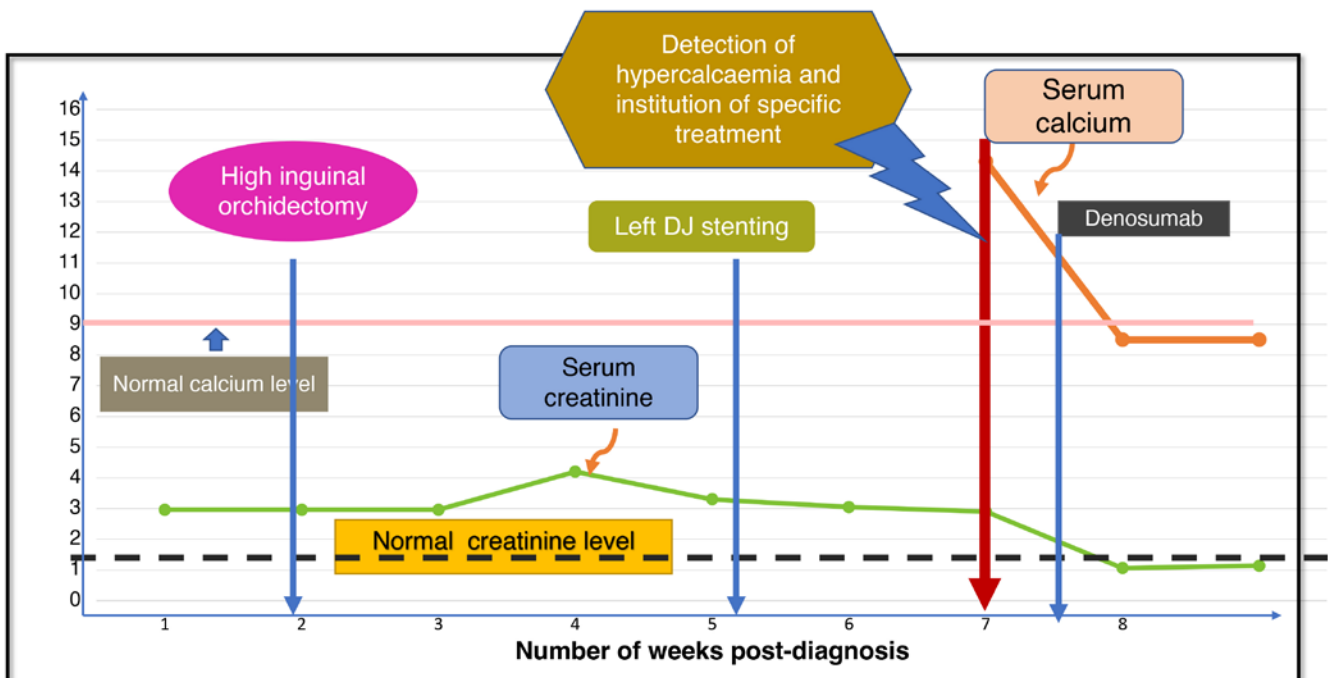 Detection of
hypercalcaemia and
institution of specific
treatment
Serum
calcium
High inguinal
orchidectomy
Left DJ stenting
Denosumab
Normal calcium level
Serum
creatinine
Normal creatinine level
16
15
14
13
12
11
10
9
8
7
6
5
4
3
2
1
0
1 2 3 4 5 6 7 8
Number of weeks post-diagnosis